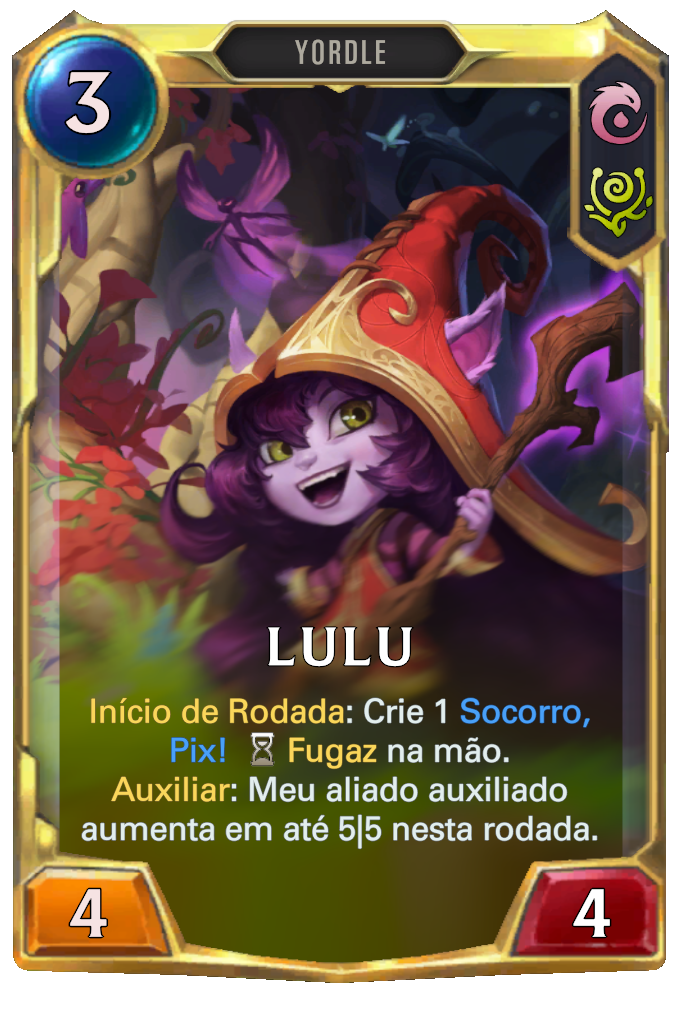 YORDLE
3
LULU
Início de Rodada: Crie 1 Socorro,
Pix! Fugaz na mão.
Auxiliar: Meu aliado auxiliado
aumenta em até 5|5 nesta rodada.
4
4